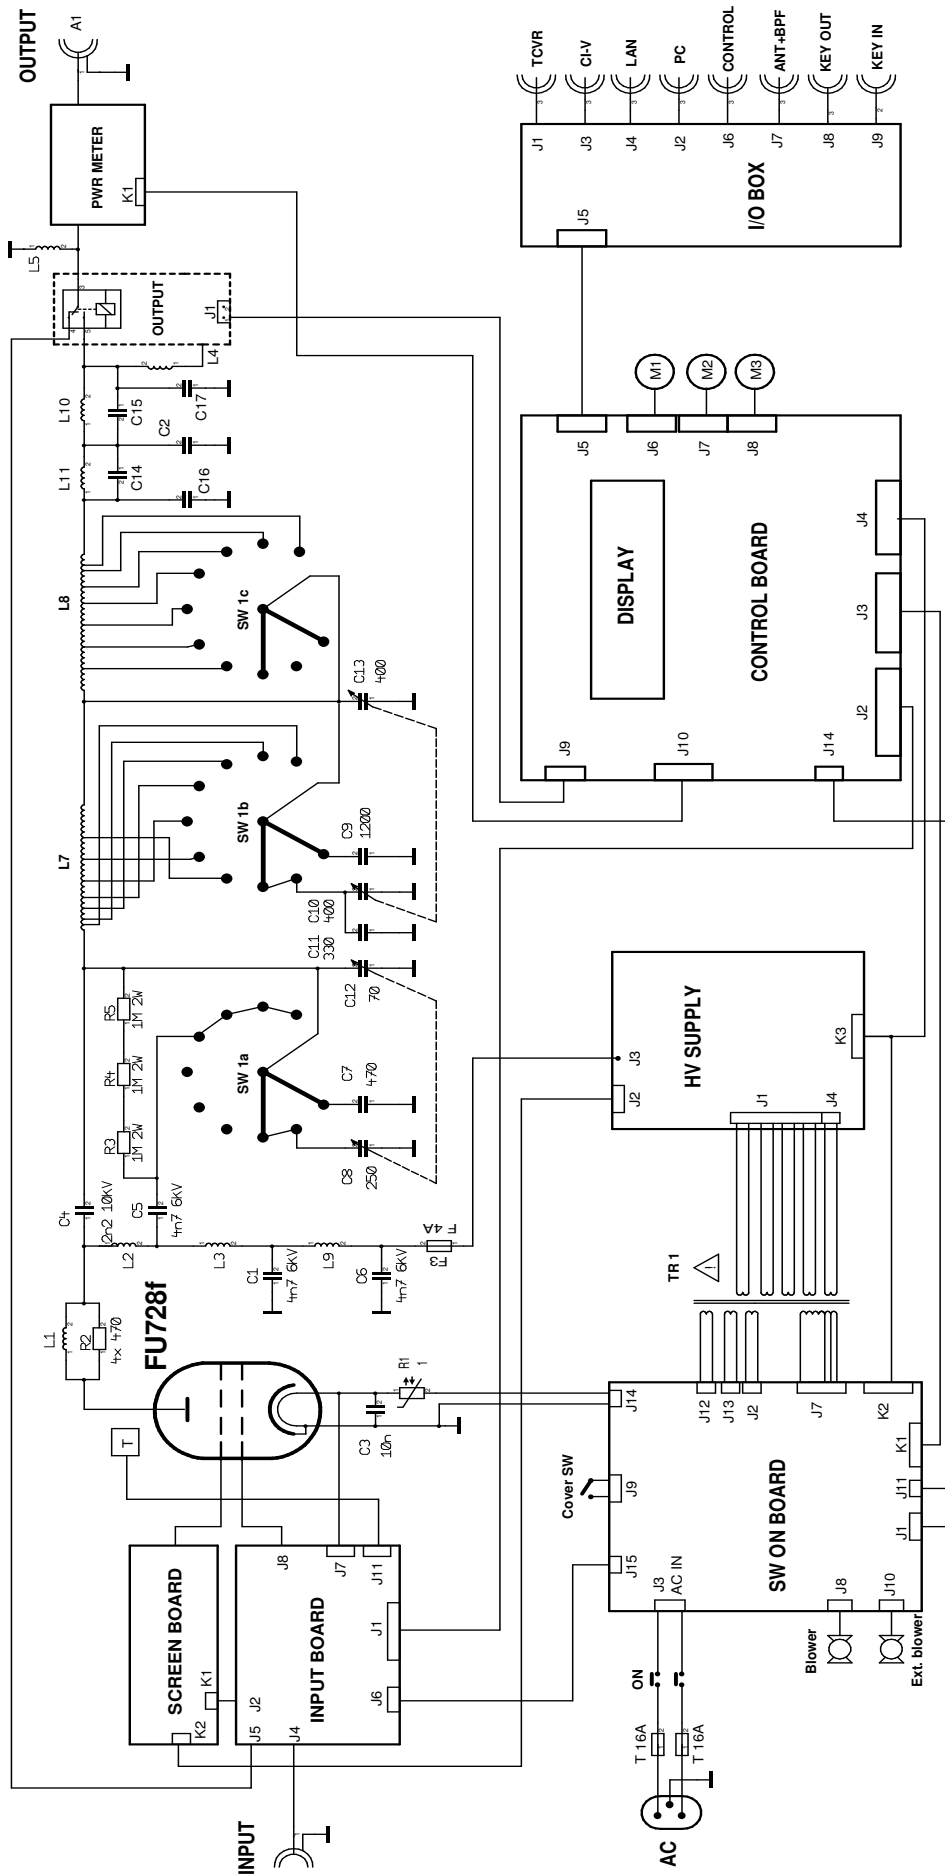 INPUT
SCREEN BOARD
K2
K1
J5
J2
J4
INPUT BOARD
J8
J7
J11
J6
J1
T
FU728f
L1
R2
4x 470
C4
2n2 10KV
L2
C5
4n7 6KV
L3
C1
4n7 6KV
L9
C6
4n7 6KV
F3
T 4A
C3
10n
R1
1
R3
1M 2W
R4
1M 2W
R5
1M 2W
SW 1a
C8
250
C7
470
C12
70
C11
330
C10
400
C9
1200
L7
SW 1b
C13
400
L8
SW 1c
L11
L10
C14
C15
C16
C2
C17
L4
OUTPUT
J1
L5
PWR METER
K1
OUTPUT
A1
AC
T 16A
T 16A
ON
J3
AC IN
J15
Cover SW
J9
J14
SW ON BOARD
Blower
J8
Ext. blower
J10
J1
J11
K1
J12
J13
J2
J7
K2
TR 1
HV SUPPLY
J2
J3
J1
J4
K3
CONTROL BOARD
DISPLAY
J9
J10
J14
J2
J3
J4
J5
J6
J7
J8
M1
M2
M3
I/O BOX
J5
J1
TCVR
J3
CI-V
J4
LAN
J2
PC
J6
CONTROL
J7
ANT+BPF
J8
KEY OUT
J9
KEY IN